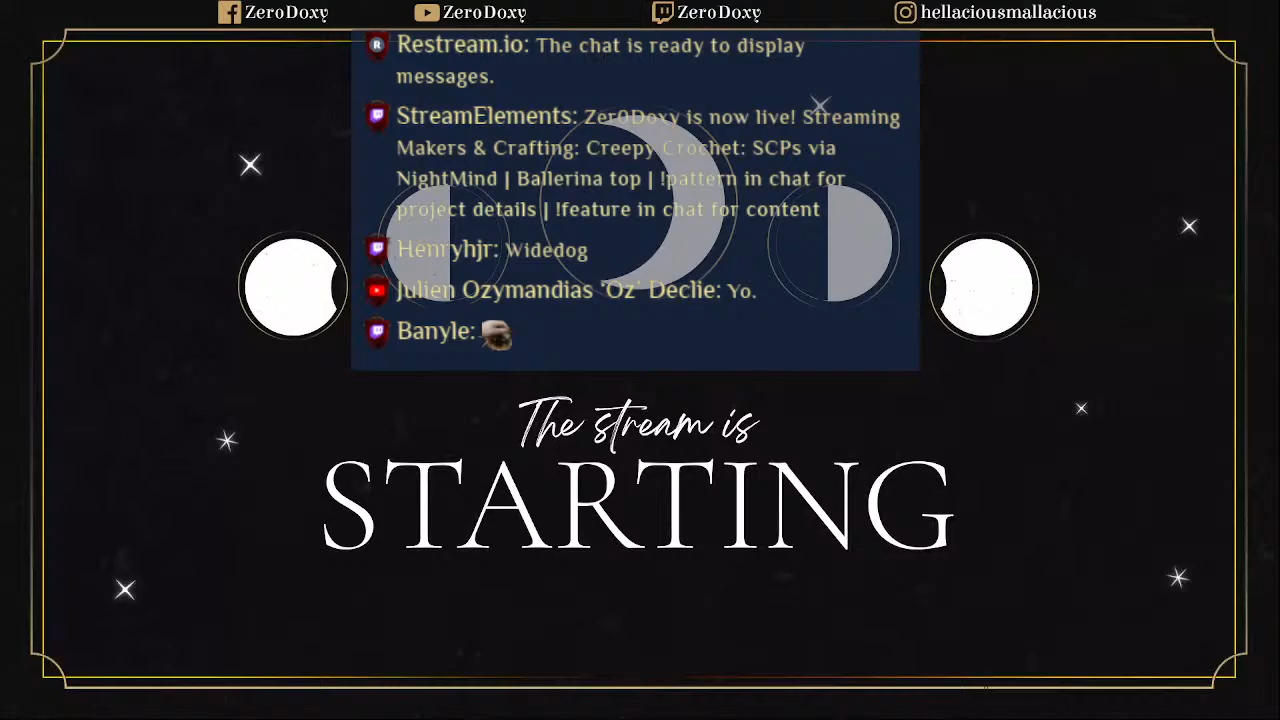 ZeroDoxy ZeroDoxy ZeroDoxy hellaciousmallacious
Restream.io: The chat is ready to display
messages.
StreamElements: Zer0Doxy is now live! Streaming
Makers & Crafting: Creepy Crochet: SCPs via
NightMind | Ballerina top | !pattern in chat for
project details | !feature in chat for content
Henryhjr: Widedog
Julien Ozymandias 'Oz' Declie: Yo.
Banyle:
The stream is
STARTING